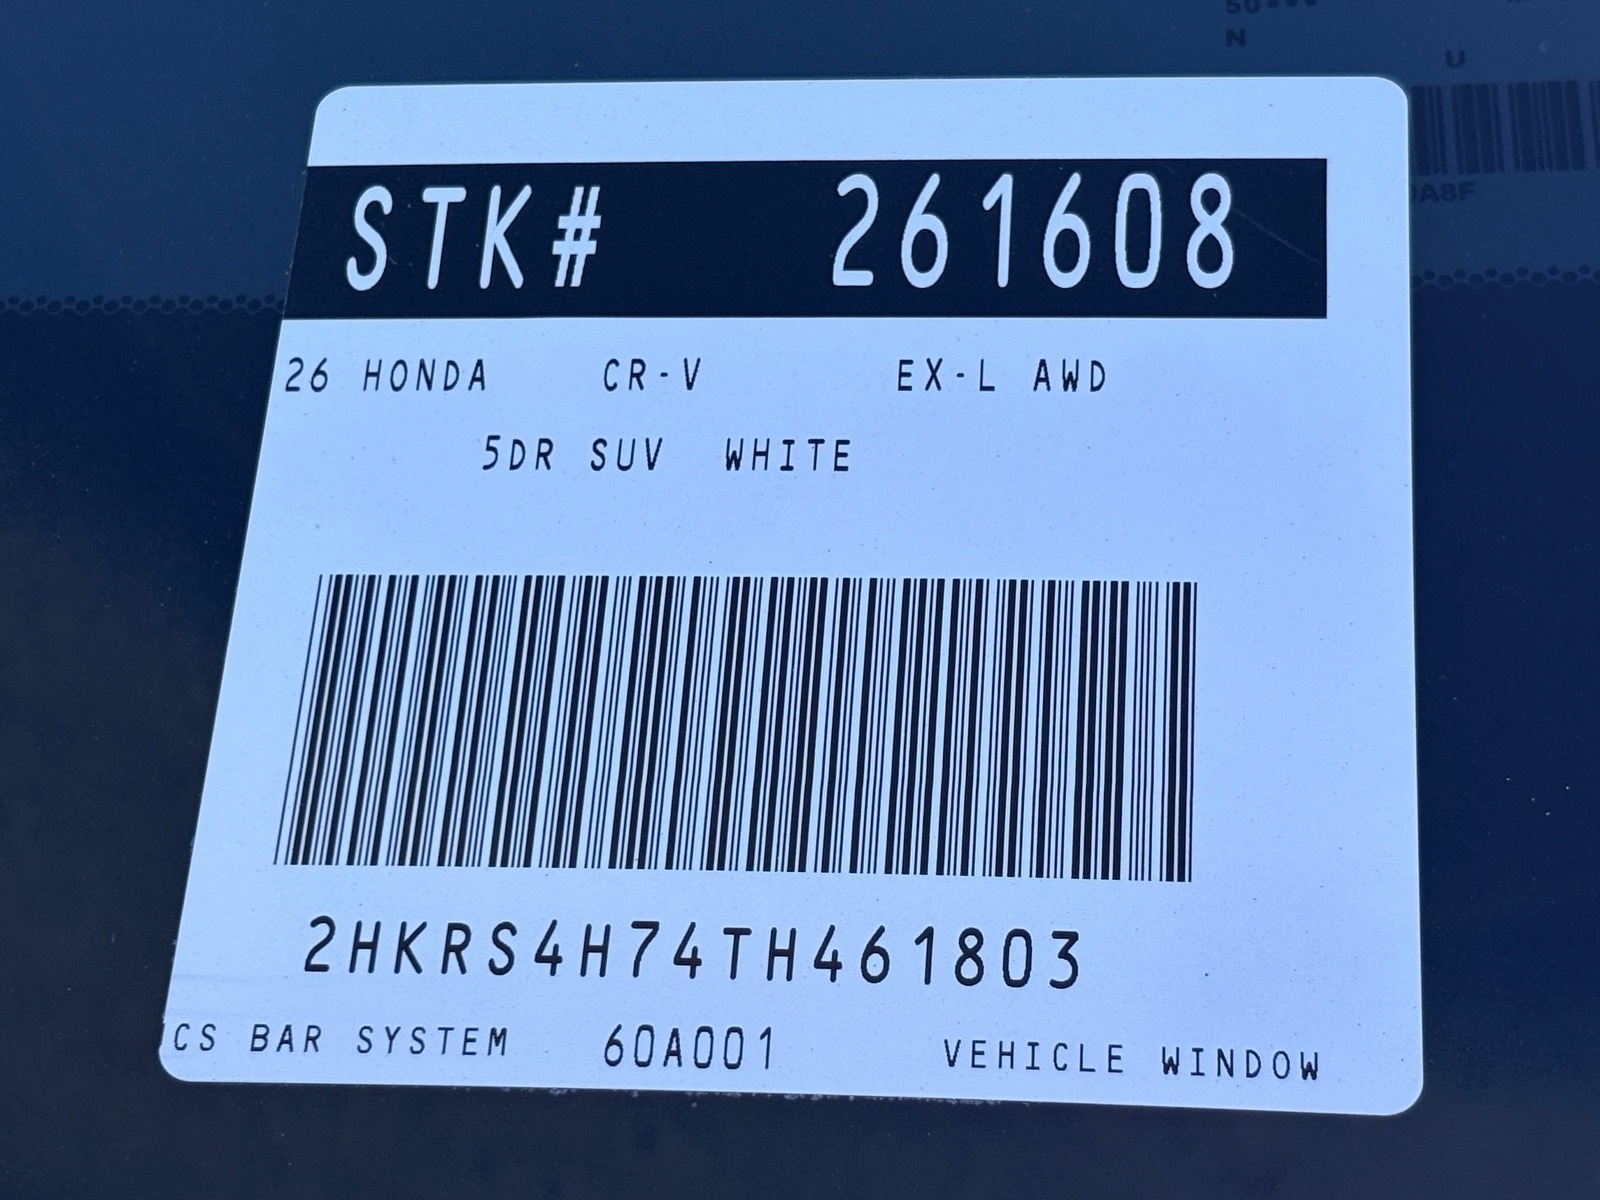 N
U
STK# 261608
26 HONDA CR-V EX-L AWD
5DR SUV WHITE
2HKRS4H74TH461803
CS BAR SYSTEM 60A001 VEHICLE WINDOW